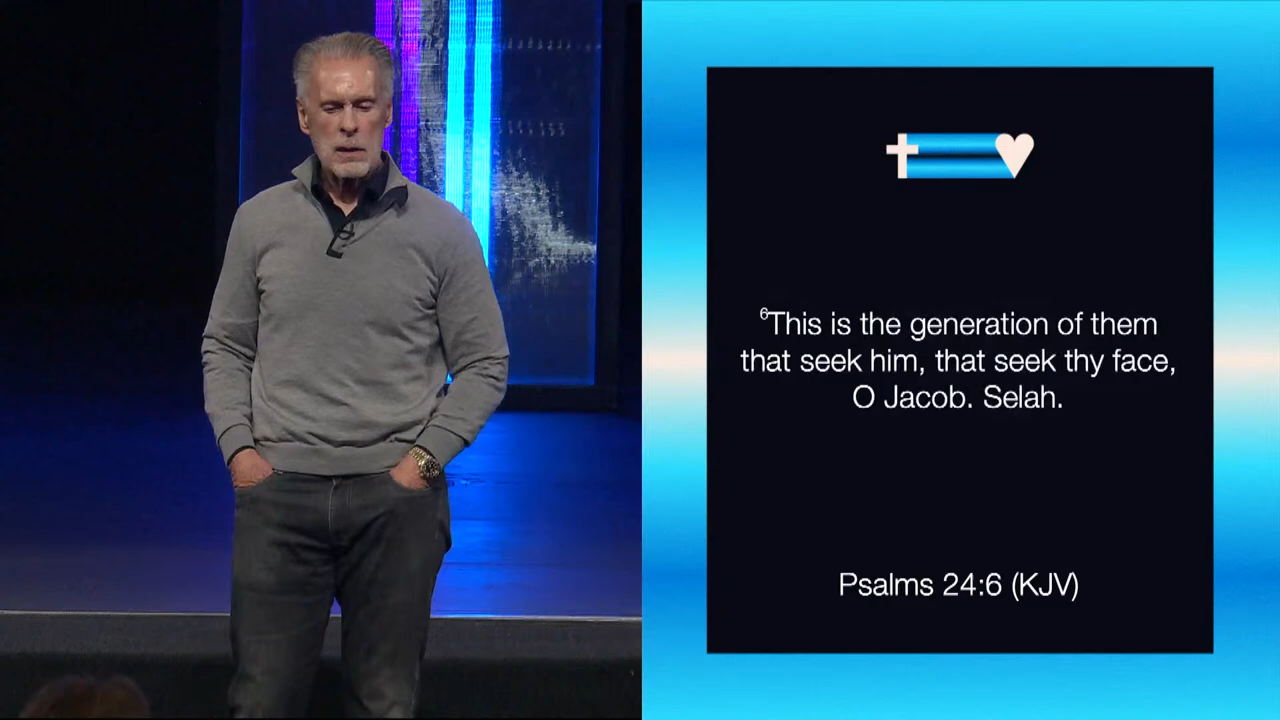 ⁶This is the generation of them
that seek him, that seek thy face,
O Jacob. Selah.
Psalms 24:6 (KJV)